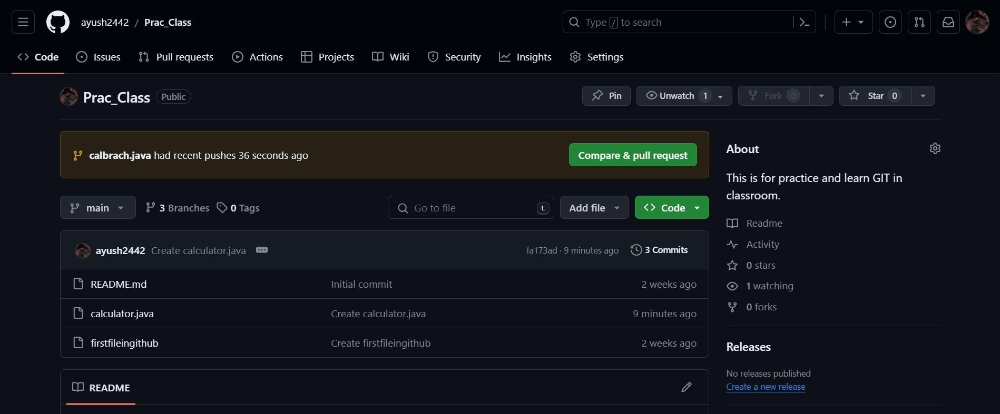 ayush2442 / Prac_Class
Type / to search
Code Issues Pull requests Actions Projects Wiki Security Insights Settings
Prac_Class Public
Pin Unwatch 1 Fork 0 Star 0
calbrach.java had recent pushes 36 seconds ago
Compare & pull request
main 3 Branches 0 Tags
Go to file t
Add file
Code
ayush2442 Create calculator.java fa173ad · 9 minutes ago 3 Commits
README.md Initial commit 2 weeks ago
calculator.java Create calculator.java 9 minutes ago
firstfileingithub Create firstfileingithub 2 weeks ago
README
About
This is for practice and learn GIT in
classroom.
Readme
Activity
0 stars
1 watching
0 forks
Releases
No releases published
Create a new release